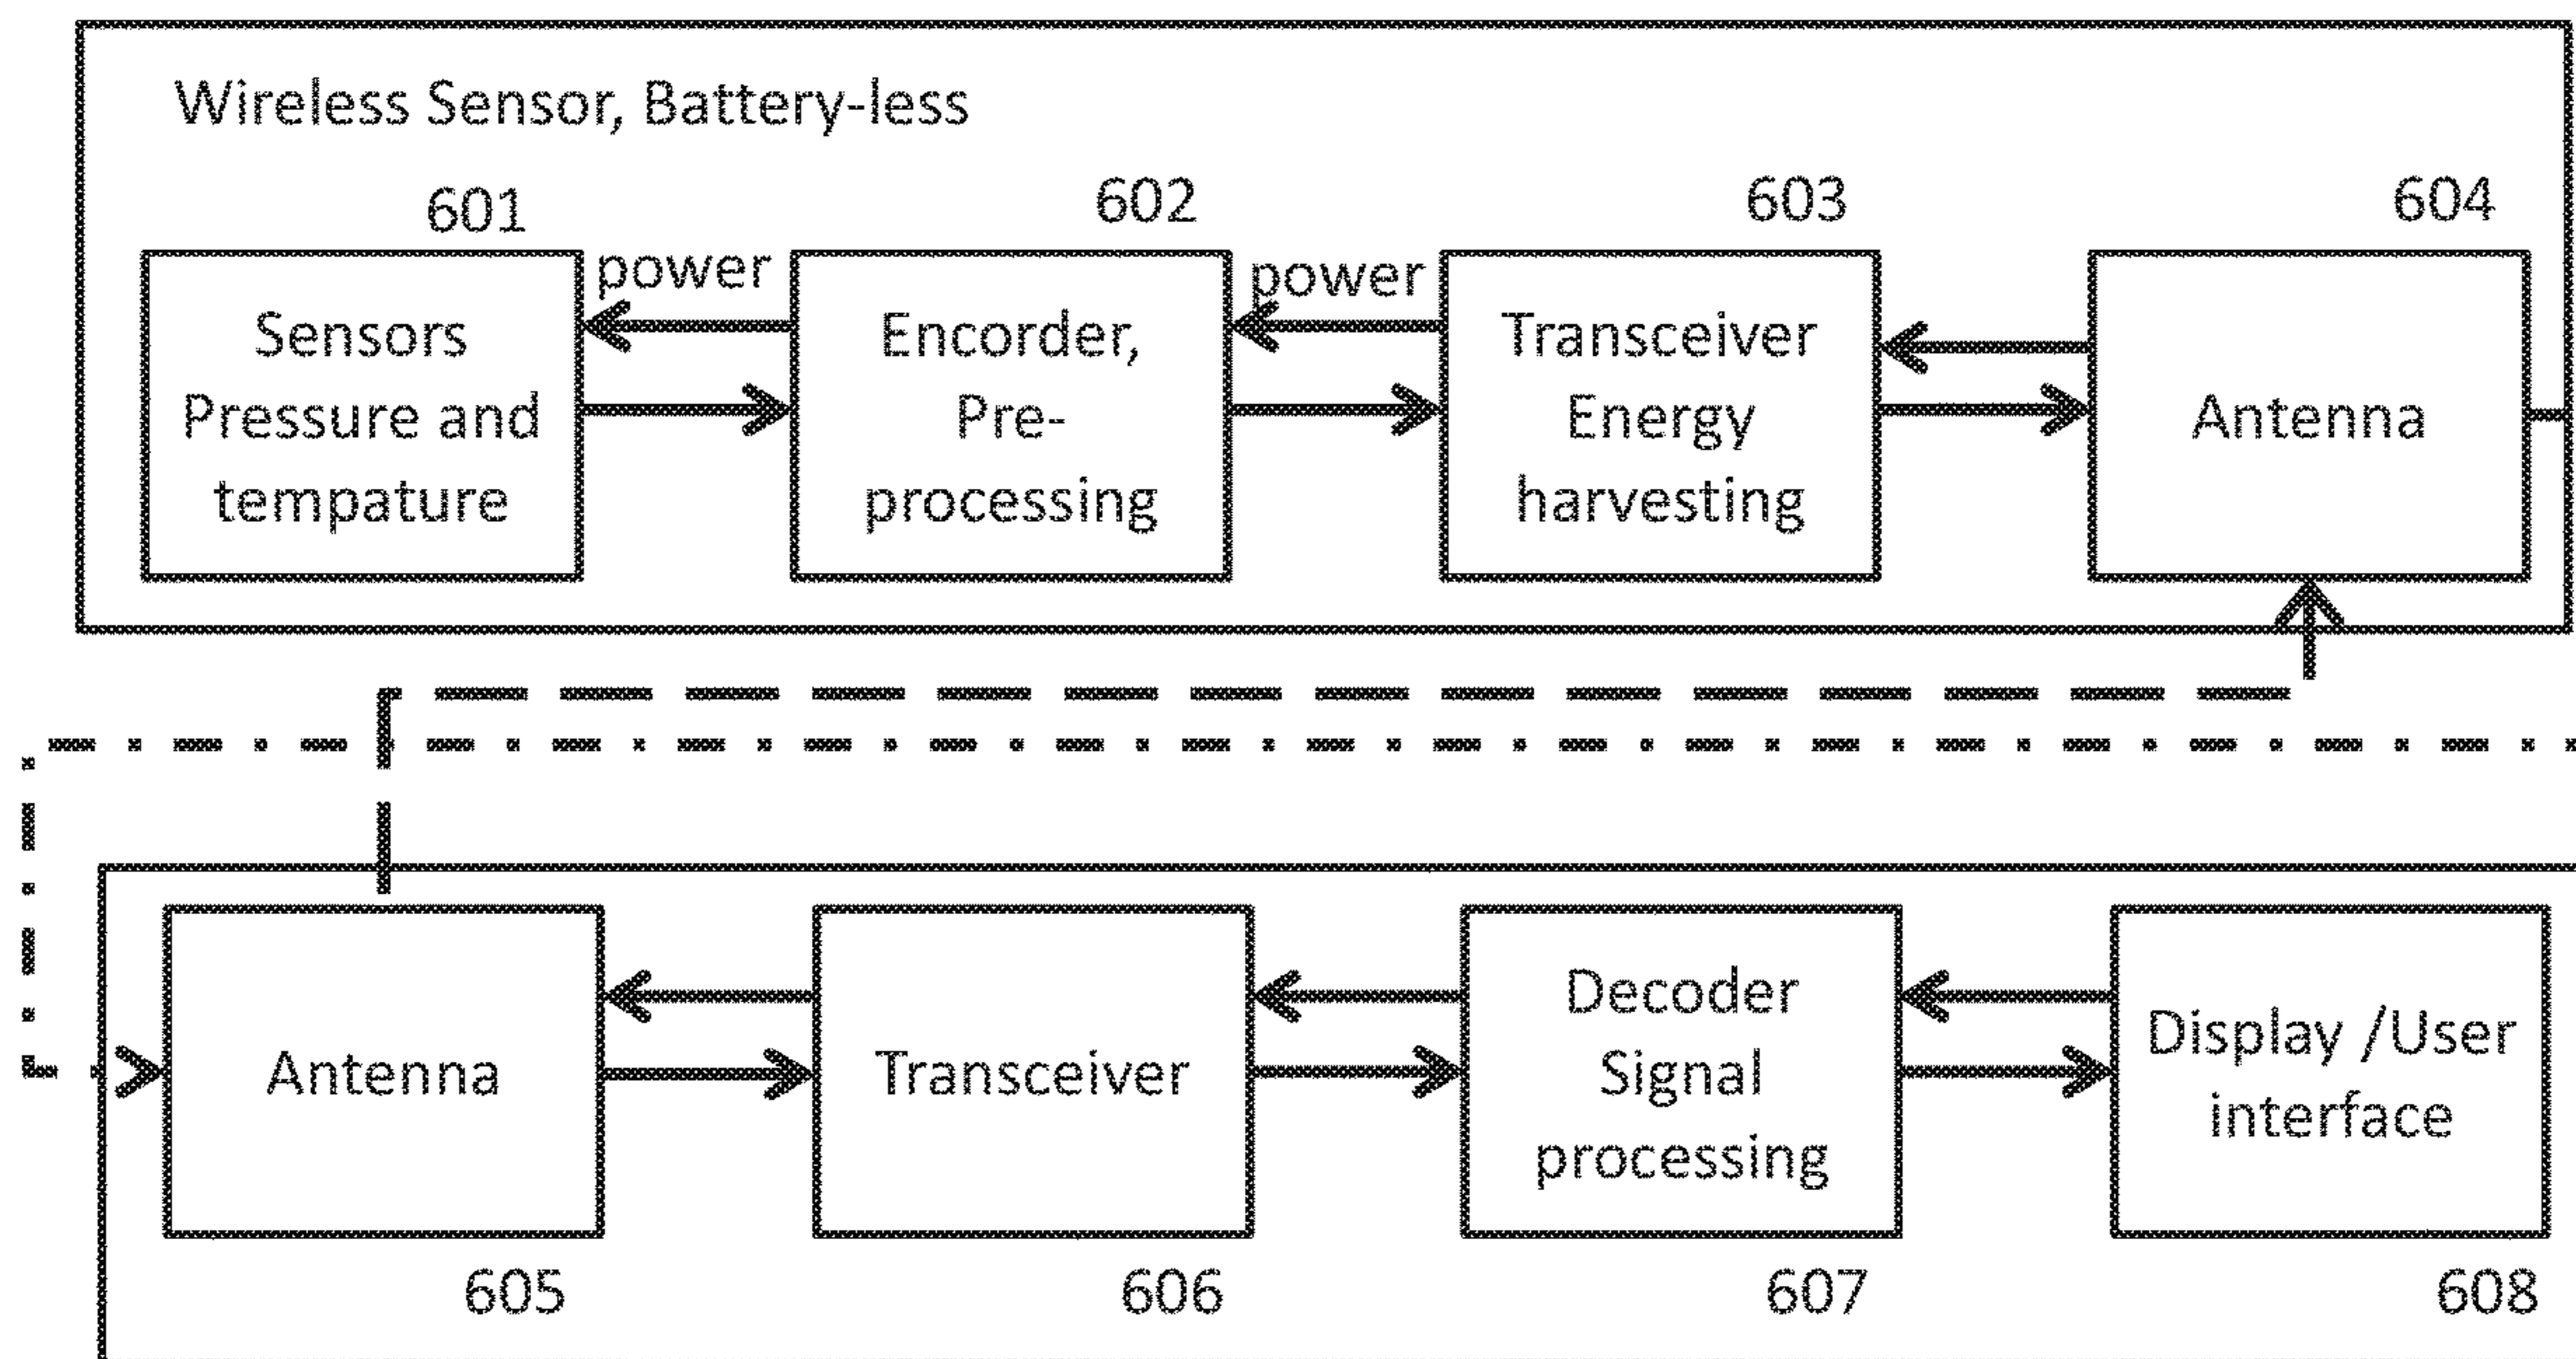 Wireless Sensor, Battery-less
601
602
603
604
power
power
Sensors
Pressure and
tempature
Encorder,
Pre-
processing
Transceiver
Energy
harvesting
Antenna
Antenna
Transceiver
Decoder
Signal
processing
Display /User
interface
605
606
607
608